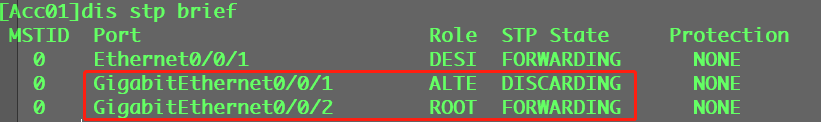 [Acc01]dis stp brief
MSTID Port Role STP State Protection
0 Ethernet0/0/1 DESI FORWARDING NONE
0 GigabitEthernet0/0/1 ALTE DISCARDING NONE
0 GigabitEthernet0/0/2 ROOT FORWARDING NONE